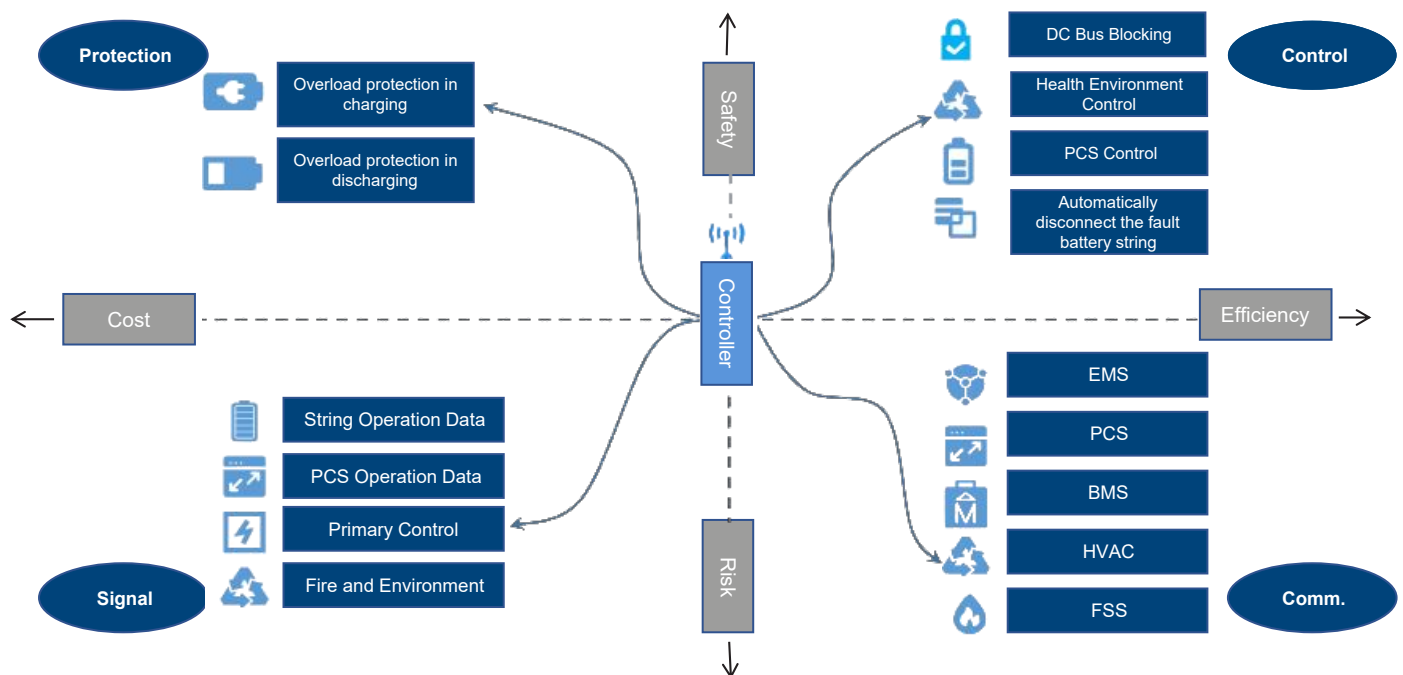 Protection
Overload protection in
charging
Overload protection in
discharging
Safety
DC Bus Blocking
Health Environment
Control
PCS Control
Automatically
disconnect the fault
battery string
Control
Cost
Controller
Efficiency
String Operation Data
PCS Operation Data
Primary Control
Fire and Environment
Signal
Risk
EMS
PCS
BMS
M
HVAC
FSS
Comm.